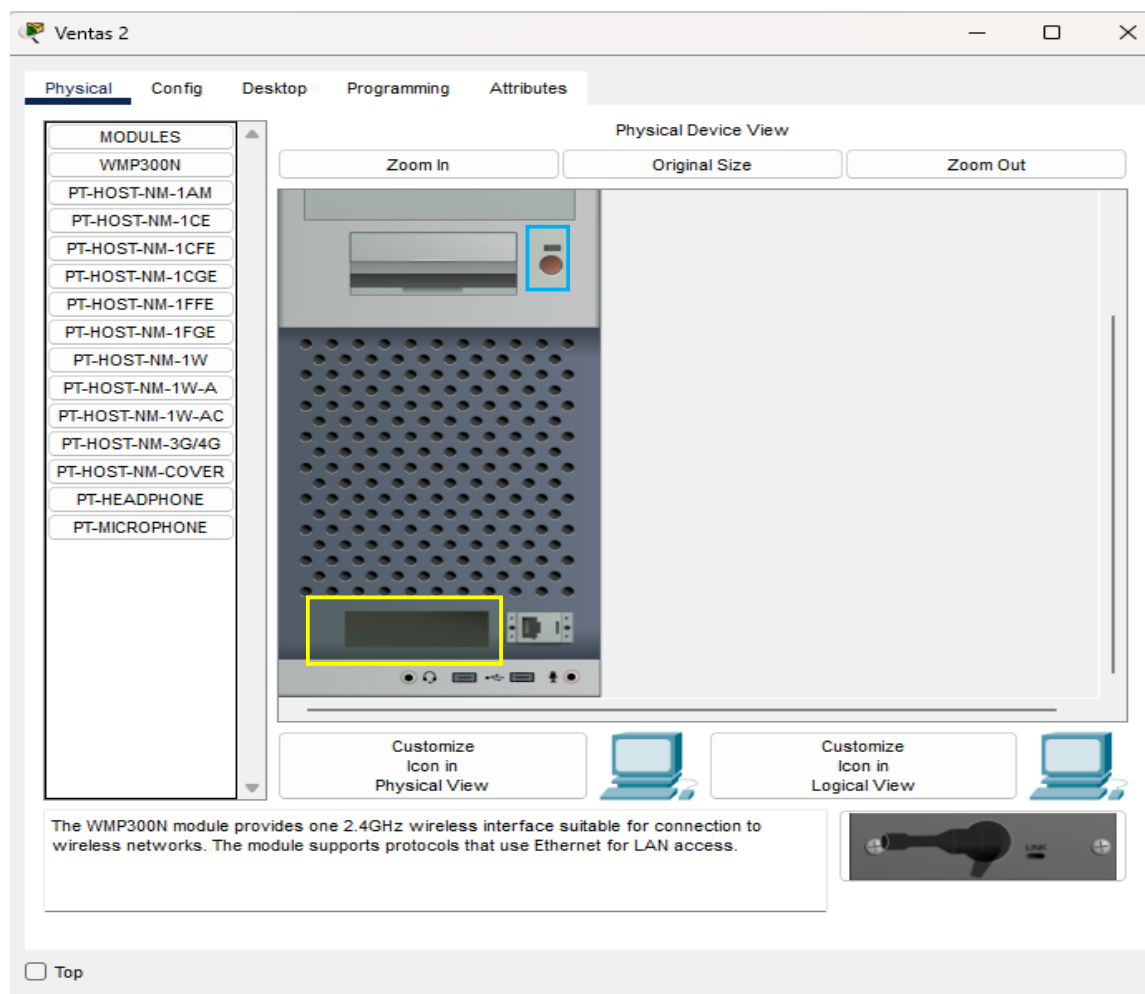 Ventas 2
Physical
Config
Desktop
Programming
Attributes
MODULES
WMP300N
PT-HOST-NM-1AM
PT-HOST-NM-1CE
PT-HOST-NM-1CFE
PT-HOST-NM-1CGE
PT-HOST-NM-1FFE
PT-HOST-NM-1FGE
PT-HOST-NM-1W
PT-HOST-NM-1W-A
PT-HOST-NM-1W-AC
PT-HOST-NM-3G/4G
PT-HOST-NM-COVER
PT-HEADPHONE
PT-MICROPHONE
Physical Device View
Zoom In
Original Size
Zoom Out
Customize
Icon in
Physical View
Customize
Icon in
Logical View
The WMP300N module provides one 2.4GHz wireless interface suitable for connection to
wireless networks. The module supports protocols that use Ethernet for LAN access.
LINK
Top